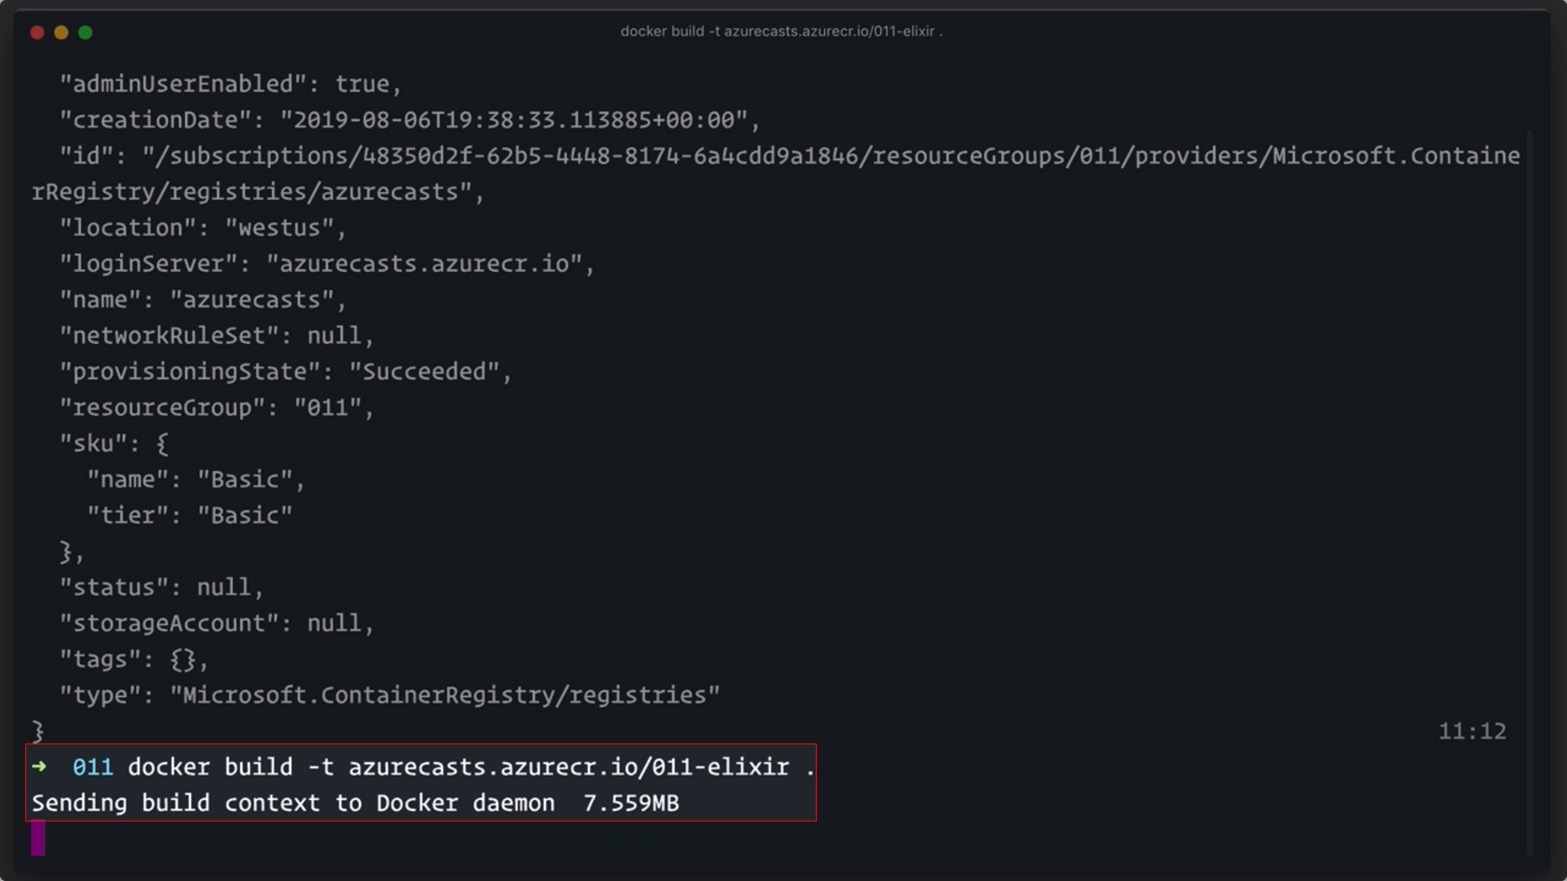 docker build -t azurecasts.azurecr.io/011-elixir .
"adminUserEnabled": true,
"creationDate": "2019-08-06T19:38:33.113885+00:00",
"id": "/subscriptions/48350d2f-62b5-4448-8174-6a4cdd9a1846/resourceGroups/011/providers/Microsoft.Containe
rRegistry/registries/azurecasts",
"location": "westus",
"loginServer": "azurecasts.azurecr.io",
"name": "azurecasts",
"networkRuleSet": null,
"provisioningState": "Succeeded",
"resourceGroup": "011",
"sku": {
"name": "Basic",
"tier": "Basic"
},
"status": null,
"storageAccount": null,
"tags": {},
"type": "Microsoft.ContainerRegistry/registries"
}
11:12
➜ 011 docker build -t azurecasts.azurecr.io/011-elixir .
Sending build context to Docker daemon 7.559MB